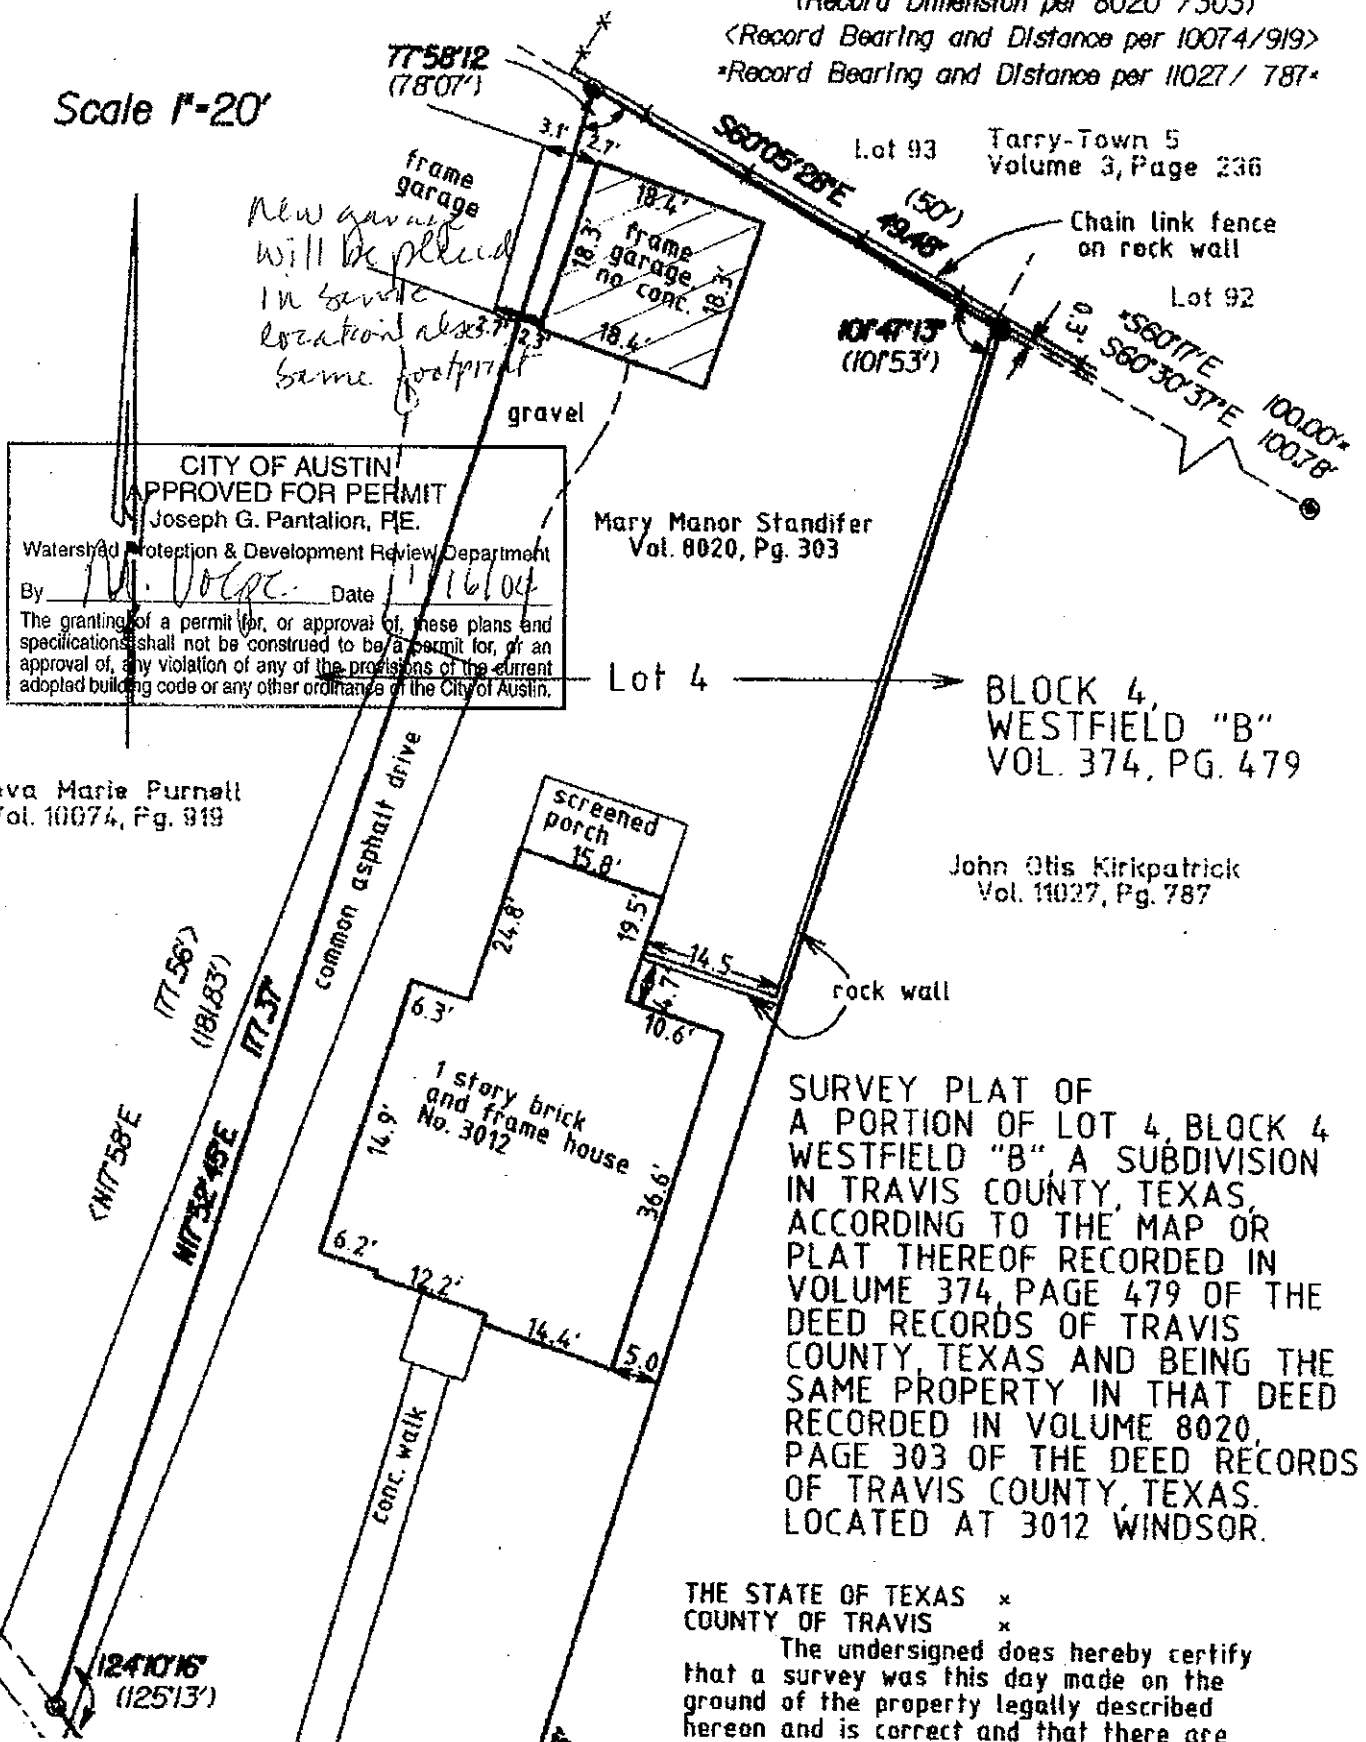 (Record Dimension per 8020 / 303)
<Record Bearing and Distance per 10074/919>
*Record Bearing and Distance per 11027/ 787*
Scale 1"=20'
77°58'12
(78°07')
3.1'
2.7'
frame
garage
New garage
will be placed
in same
location also
same footprint
18.4'
18.3'
frame
garage
no conc.
18.3'
18.4'
3.7'
2.3'
gravel
S60°05'28"E
(50')
49.48'
Lot 93
Tarry-Town 5
Volume 3, Page 236
Chain link fence
on rock wall
Lot 92
0.3'
101°47'13"
(101°53')
*S60°17'E
S60°30'37"E
100.00'*
100.78'
CITY OF AUSTIN
APPROVED FOR PERMIT
Joseph G. Pantalion, P.E.
Watershed Protection & Development Review Department
By Date 1/16/04
The granting of a permit for, or approval of, these plans and
specifications shall not be construed to be a permit for, or an
approval of, any violation of any of the provisions of the current
adopted building code or any other ordinance of the City of Austin.
Mary Manor Standifer
Vol. 8020, Pg. 303
Lot 4
BLOCK 4,
WESTFIELD "B"
VOL. 374, PG. 479
eva Marie Purnell
Vol. 10074, Pg. 919
John Otis Kirkpatrick
Vol. 11027, Pg. 787
common asphalt drive
screened
porch
15.8'
24.8'
19.5'
14.5
4.7'
rock wall
6.3'
10.6'
1 story brick
and frame house
No. 3012
14.9'
36.6'
6.2'
12.2'
14.4'
5.0
conc. walk
177.56'>
(181.83')
177.37'
<N17°58'E
N17°52'45"E
124°10'16"
(125°13')
SURVEY PLAT OF
A PORTION OF LOT 4, BLOCK 4
WESTFIELD "B", A SUBDIVISION
IN TRAVIS COUNTY, TEXAS,
ACCORDING TO THE MAP OR
PLAT THEREOF RECORDED IN
VOLUME 374, PAGE 479 OF THE
DEED RECORDS OF TRAVIS
COUNTY, TEXAS AND BEING THE
SAME PROPERTY IN THAT DEED
RECORDED IN VOLUME 8020,
PAGE 303 OF THE DEED RECORDS
OF TRAVIS COUNTY, TEXAS.
LOCATED AT 3012 WINDSOR.
THE STATE OF TEXAS x
COUNTY OF TRAVIS x
The undersigned does hereby certify
that a survey was this day made on the
ground of the property legally described
hereon and is correct and that there are